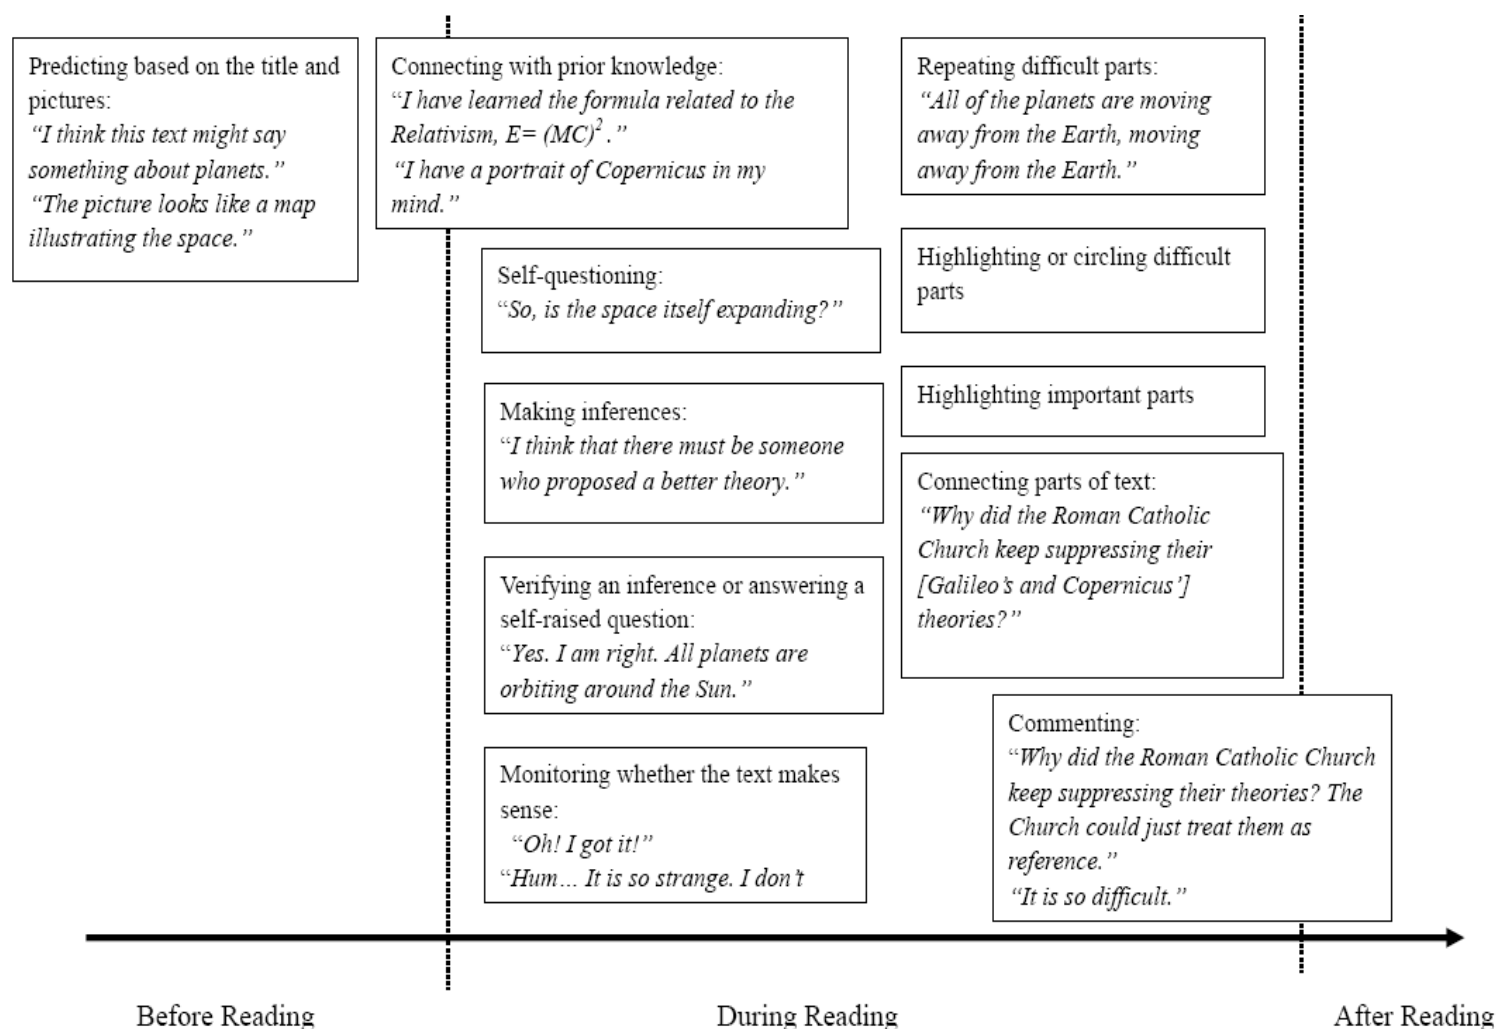 Predicting based on the title and
pictures:
“I think this text might say
something about planets.”
“The picture looks like a map
illustrating the space.”
Connecting with prior knowledge:
“I have learned the formula related to the
Relativism, E= (MC)2 .”
“I have a portrait of Copernicus in my
mind.”
Self-questioning:
“So, is the space itself expanding?”
Making inferences:
“I think that there must be someone
who proposed a better theory.”
Verifying an inference or answering a
self-raised question:
“Yes. I am right. All planets are
orbiting around the Sun.”
Monitoring whether the text makes
sense:
“Oh! I got it!”
“Hum… It is so strange. I don’t
Repeating difficult parts:
“All of the planets are moving
away from the Earth, moving
away from the Earth.”
Highlighting or circling difficult
parts
Highlighting important parts
Connecting parts of text:
“Why did the Roman Catholic
Church keep suppressing their
[Galileo’s and Copernicus’]
theories?”
Commenting:
“Why did the Roman Catholic Church
keep suppressing their theories? The
Church could just treat them as
reference.”
“It is so difficult.”
Before Reading
During Reading
After Reading